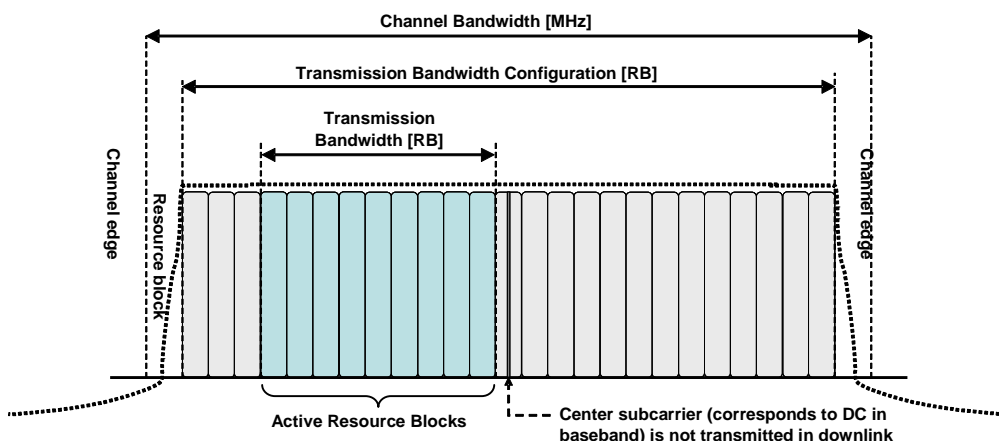 Channel Bandwidth [MHz]
Transmission Bandwidth Configuration [RB]
Transmission
Bandwidth [RB]
Channel edge
Resource block
Channel edge
Active Resource Blocks
Center subcarrier (corresponds to DC in
baseband) is not transmitted in downlink